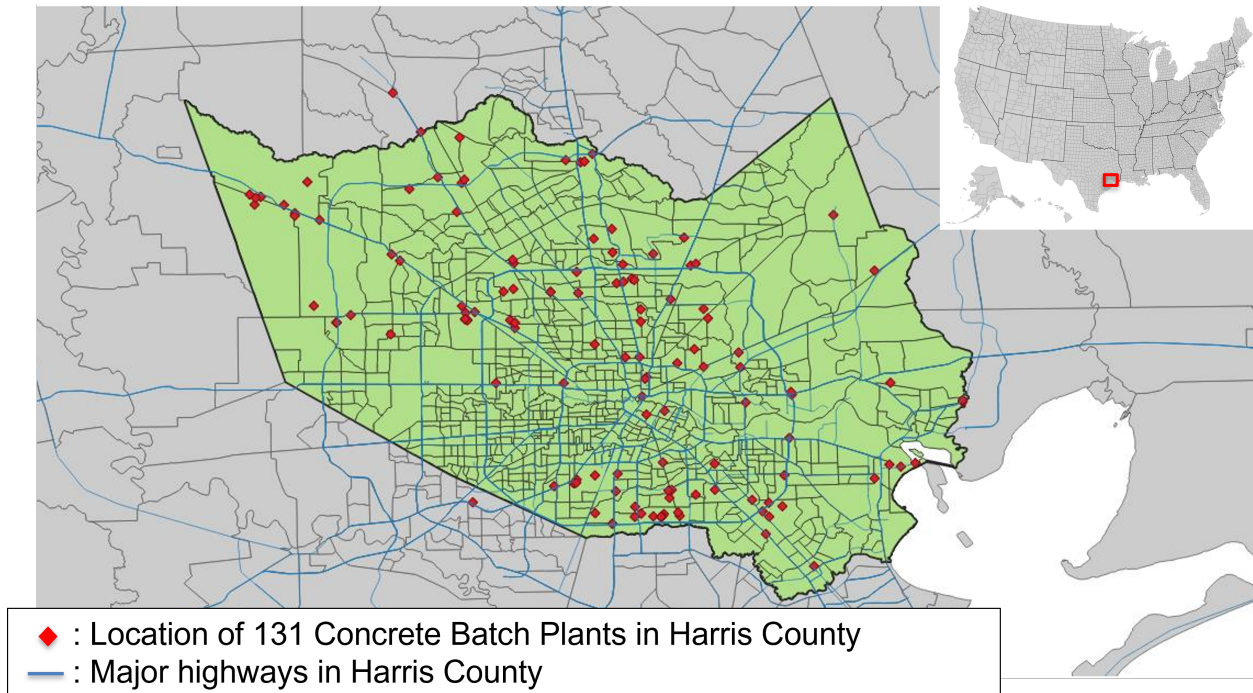 : Location of 131 Concrete Batch Plants in Harris County
: Major highways in Harris County